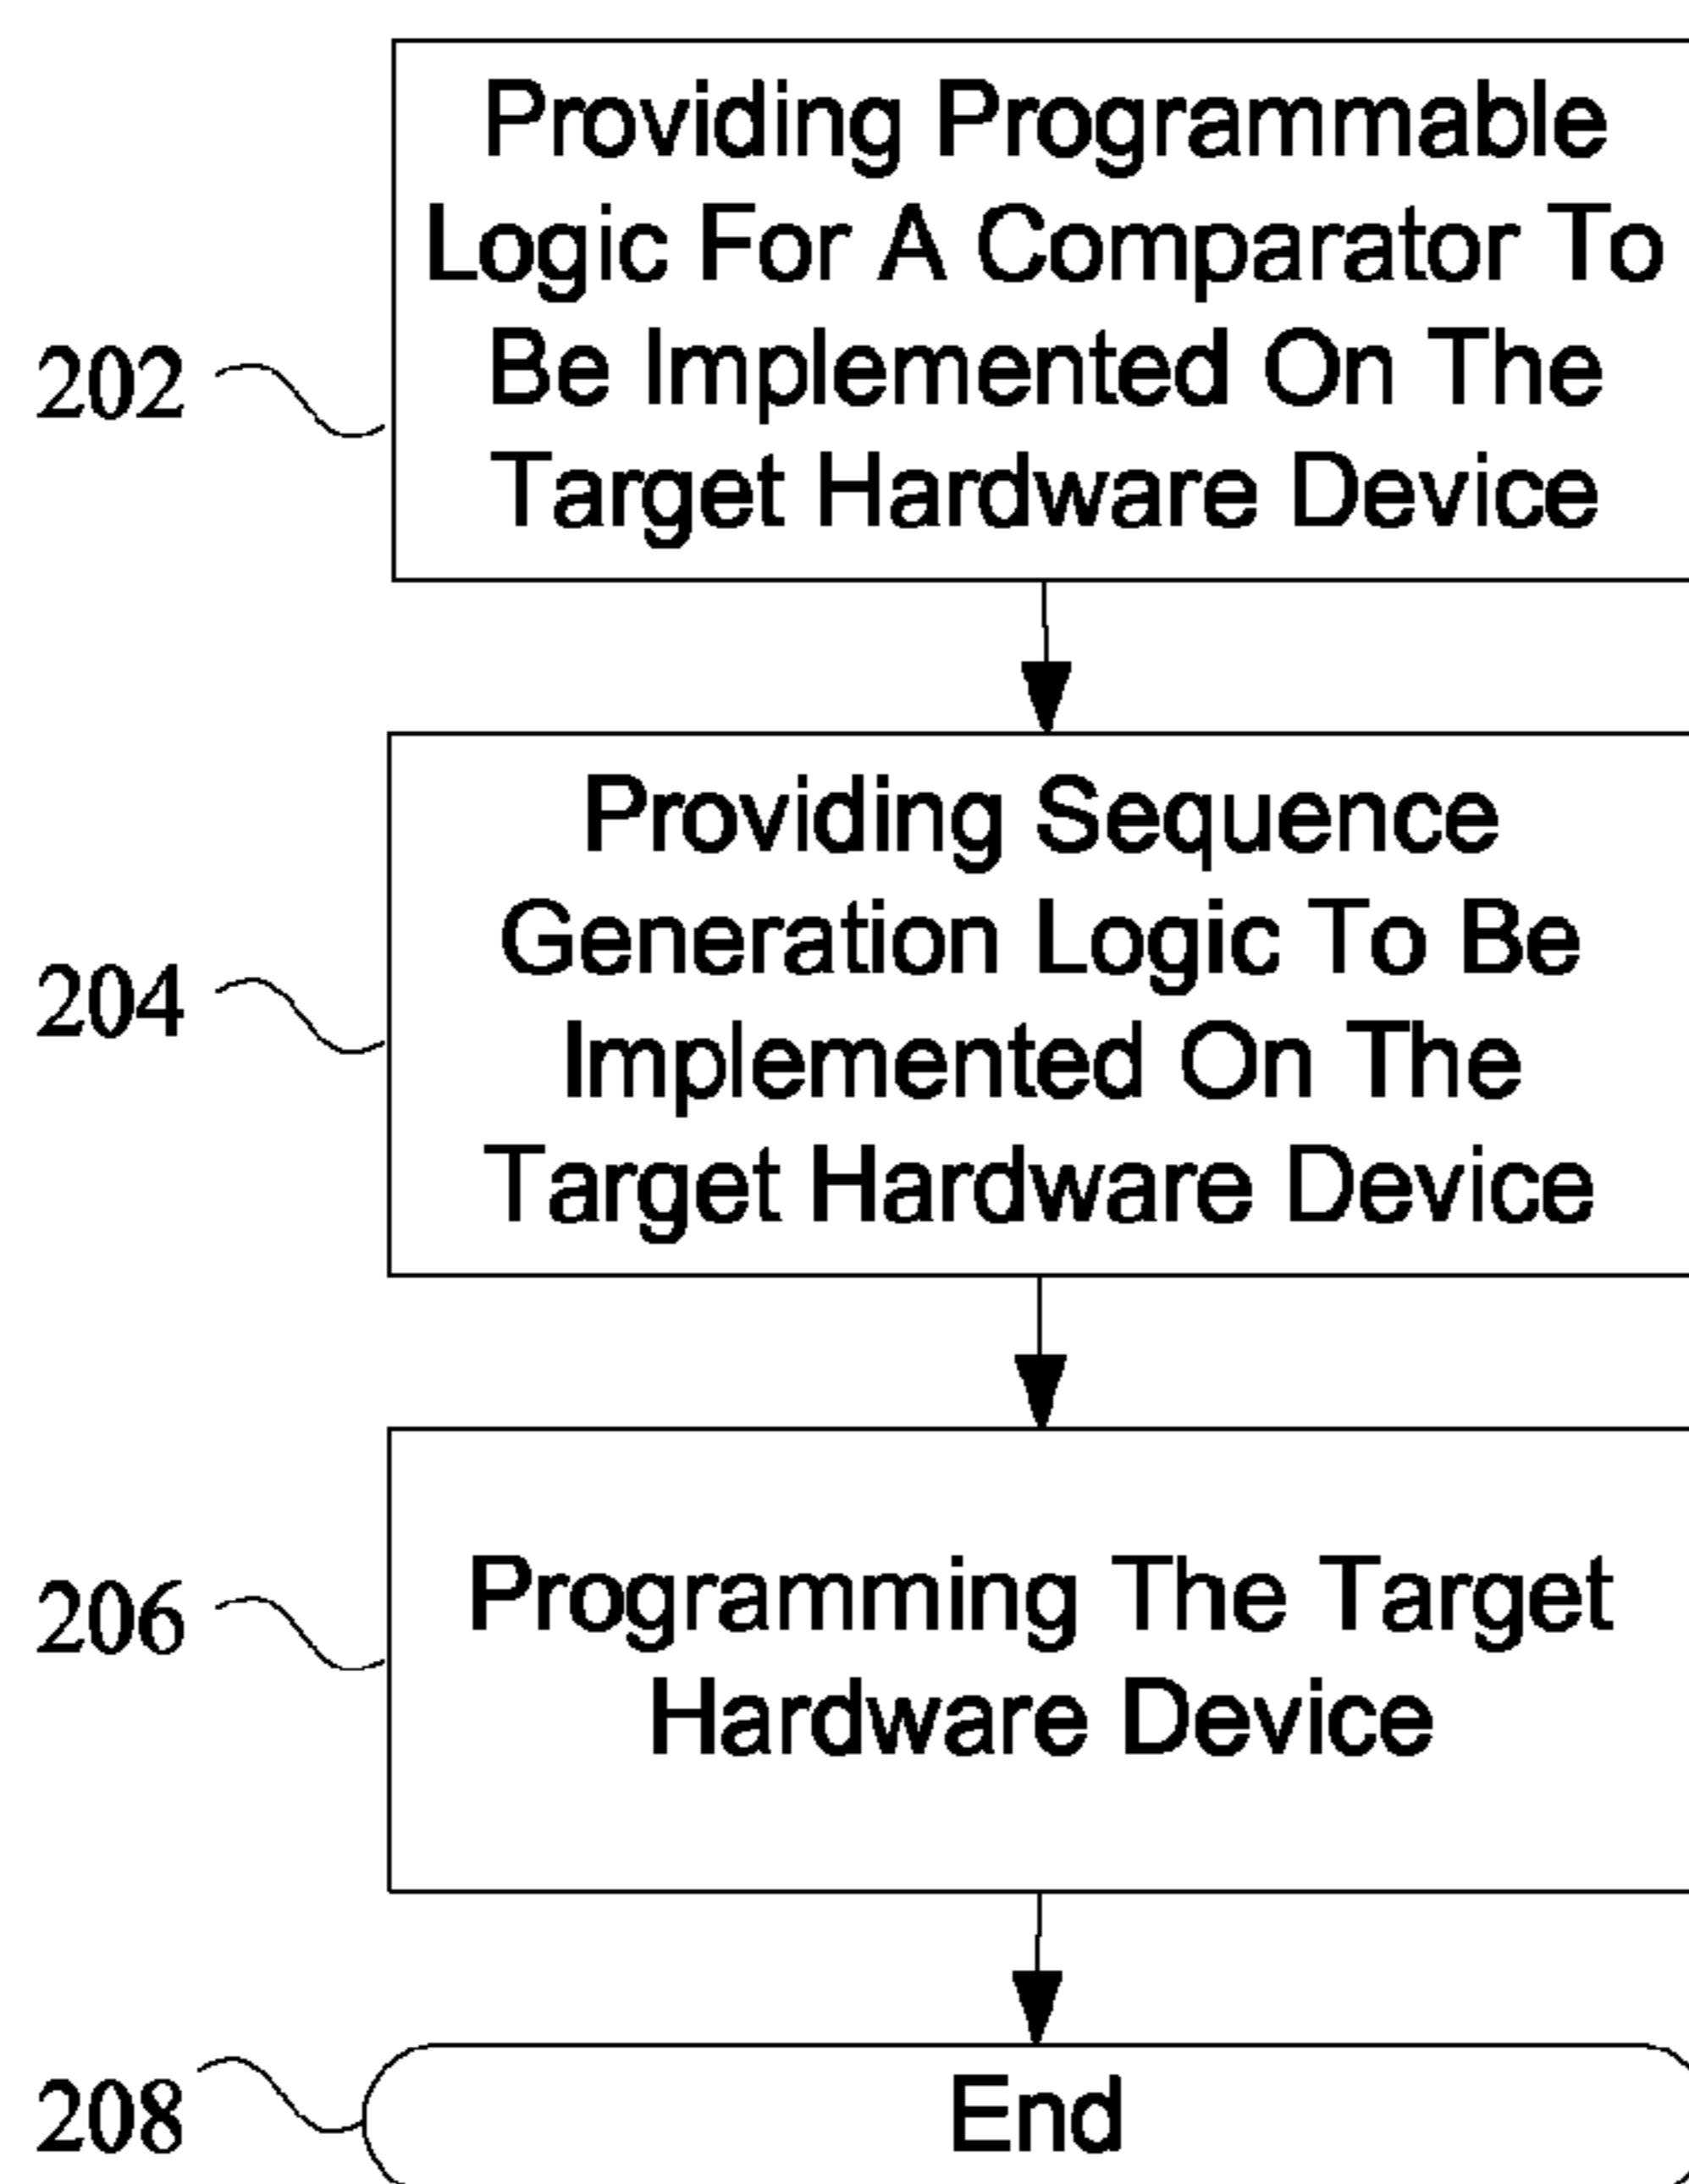 Providing Programmable
Logic For A Comparator To
Be Implemented On The
Target Hardware Device
202
Providing Sequence
Generation Logic To Be
Implemented On The
Target Hardware Device
204
Programming The Target
Hardware Device
206
End
208